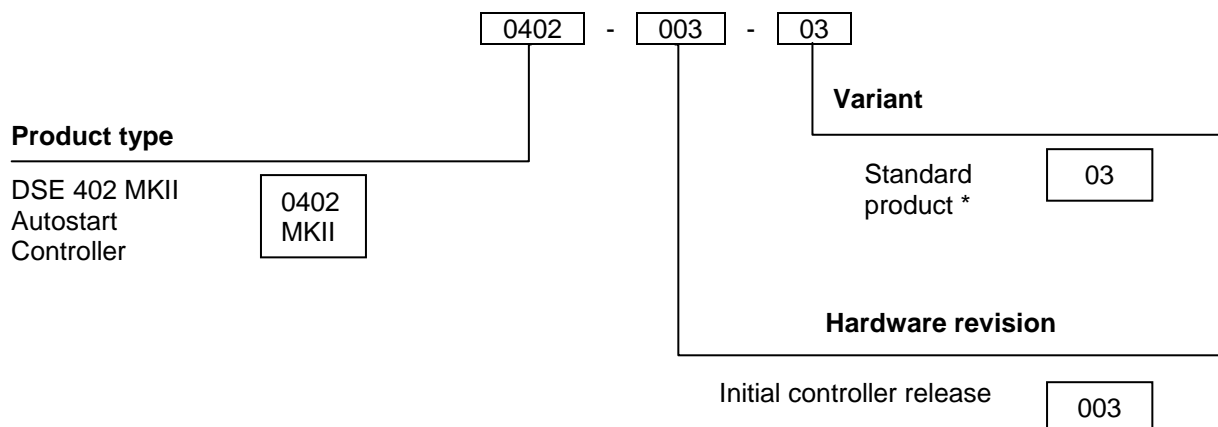 0402 - 003 - 03
Variant
Product type
DSE 402 MKII
Autostart
Controller
0402
MKII
Standard
product *
03
Hardware revision
Initial controller release
003